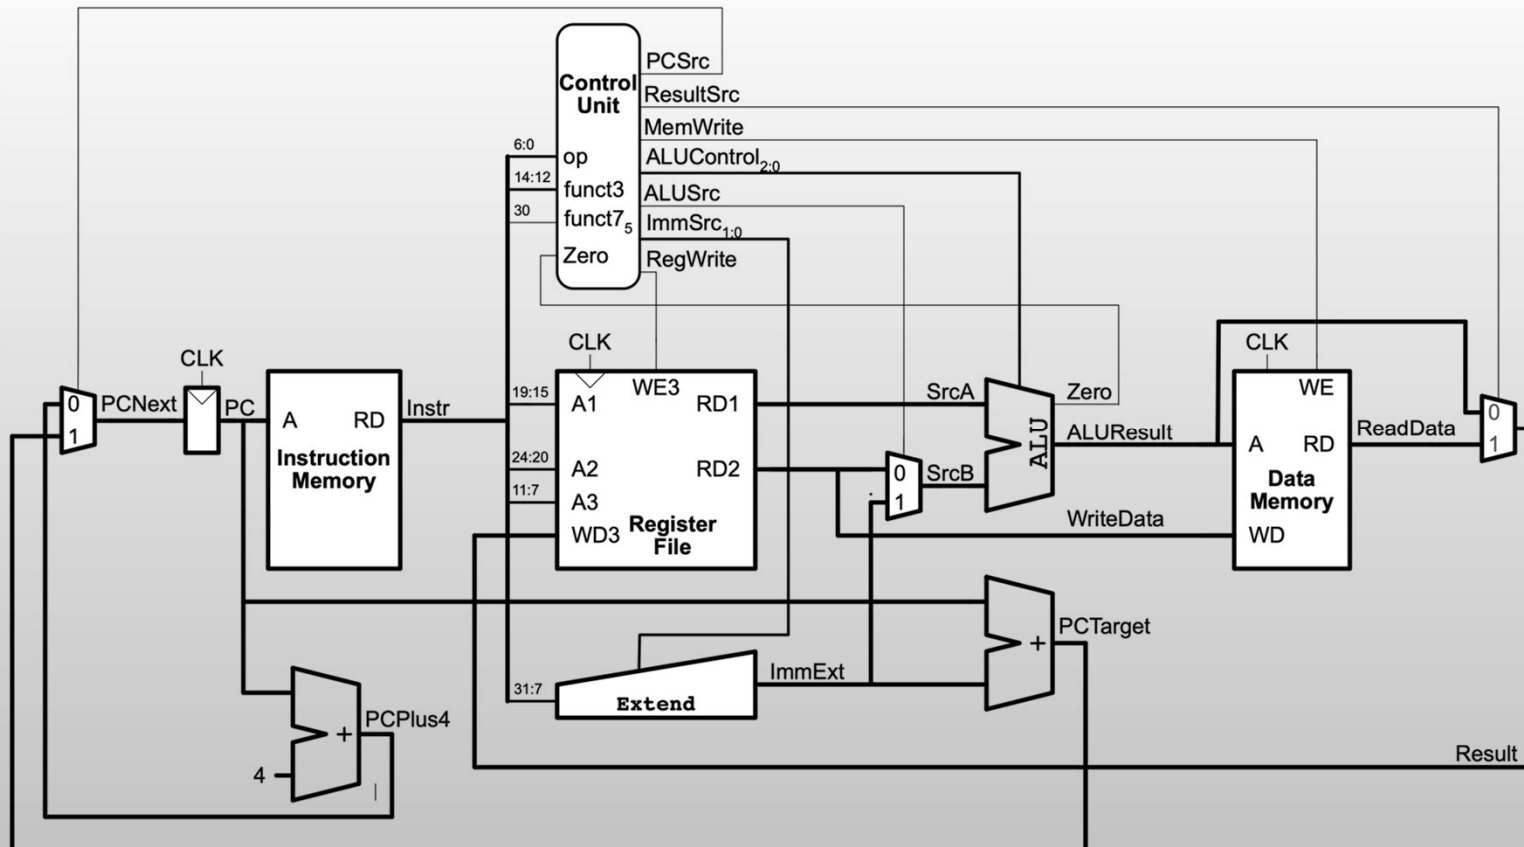 PCSrc
Control
Unit
ResultSrc
MemWrite
6:0
op
ALUControl2:0
14:12
funct3
ALUSrc
30
funct75
ImmSrc1:0
Zero
RegWrite
CLK
CLK
CLK
0
1
PCNext
PC
A
RD
Instr
Instruction
Memory
19:15
A1
WE3
RD1
SrcA
Zero
24:20
A2
RD2
0
1
SrcB
ALU
ALUResult
11:7
A3
WD3
Register
File
WriteData
WE
A
RD
Data
Memory
WD
ReadData
0
1
31:7
Extend
ImmExt
+
PCTarget
PCPlus4
+
4
Result